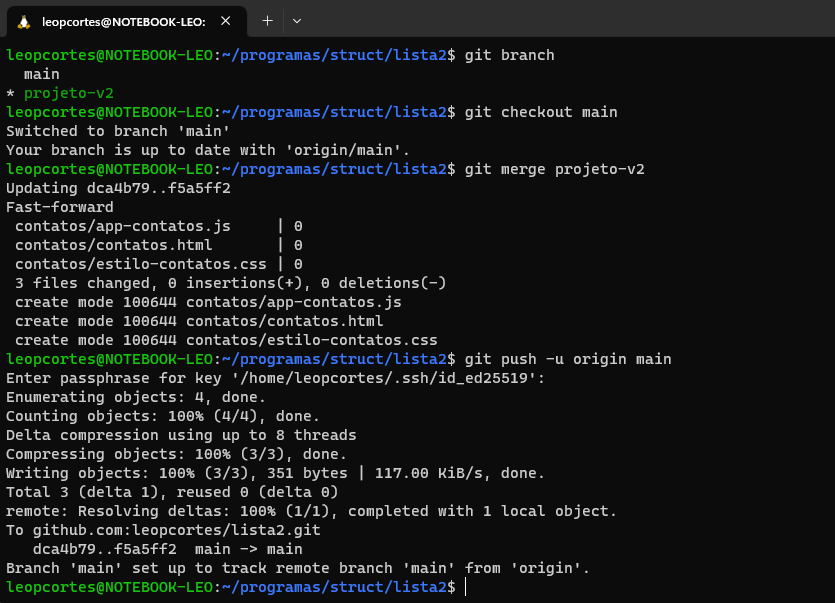 leopcortes@NOTEBOOK-LEO:
leopcortes@NOTEBOOK-LEO:~/programas/struct/lista2$ git branch
  main
* projeto-v2
leopcortes@NOTEBOOK-LEO:~/programas/struct/lista2$ git checkout main
Switched to branch 'main'
Your branch is up to date with 'origin/main'.
leopcortes@NOTEBOOK-LEO:~/programas/struct/lista2$ git merge projeto-v2
Updating dca4b79..f5a5ff2
Fast-forward
 contatos/app-contatos.js     | 0
 contatos/contatos.html       | 0
 contatos/estilo-contatos.css | 0
 3 files changed, 0 insertions(+), 0 deletions(-)
 create mode 100644 contatos/app-contatos.js
 create mode 100644 contatos/contatos.html
 create mode 100644 contatos/estilo-contatos.css
leopcortes@NOTEBOOK-LEO:~/programas/struct/lista2$ git push -u origin main
Enter passphrase for key '/home/leopcortes/.ssh/id_ed25519':
Enumerating objects: 4, done.
Counting objects: 100% (4/4), done.
Delta compression using up to 8 threads
Compressing objects: 100% (3/3), done.
Writing objects: 100% (3/3), 351 bytes | 117.00 KiB/s, done.
Total 3 (delta 1), reused 0 (delta 0)
remote: Resolving deltas: 100% (1/1), completed with 1 local object.
To github.com:leopcortes/lista2.git
   dca4b79..f5a5ff2  main -> main
Branch 'main' set up to track remote branch 'main' from 'origin'.
leopcortes@NOTEBOOK-LEO:~/programas/struct/lista2$